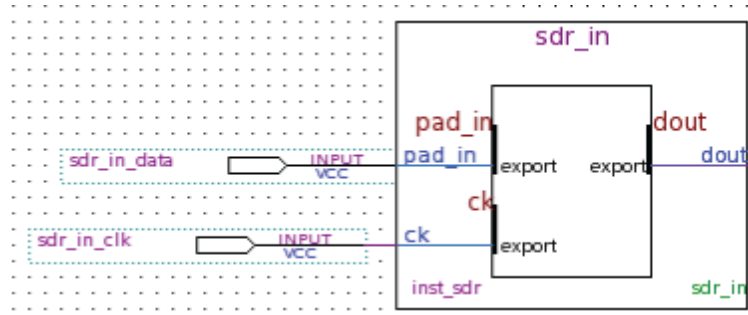 sdr_in
pad_in
dout
sdr_in_data
INPUT
VCC
pad_in
export
export
dout
ck
sdr_in_clk
INPUT
VCC
ck
export
inst_sdr
sdr_in